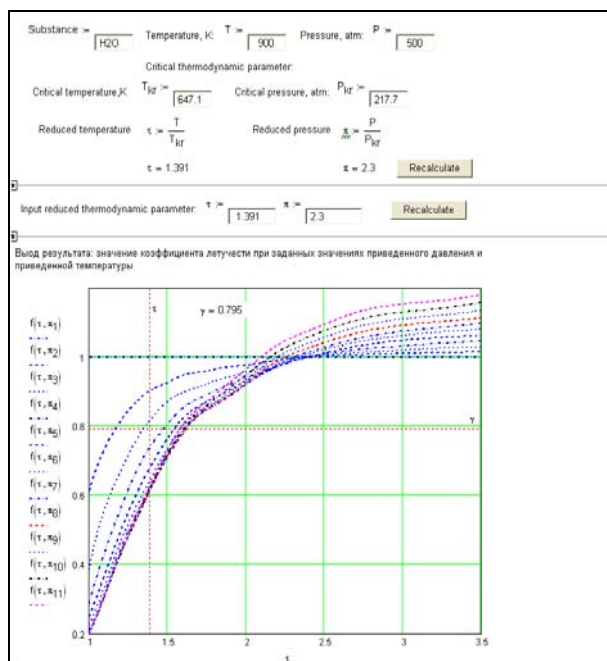 Substance := H2O Temperature, K: T := 900 Pressure, atm: P := 500
Critical thermodynamic parameter:
Critical temperature,K Tkr := 647.1 Critical pressure, atm: Pkr := 217.7
Reduced temperature τ := T/Tkr Reduced pressure π := P/Pkr
τ = 1.391 π = 2.3 Recalculate
Input reduced thermodynamic parameter: τ := 1.391 π := 2.3 Recalculate
Выод результата: значение коэффициента летучести при заданных значениях приведенного давления и
приведенной температуры
τ
γ = 0.795
f(τ,π1)
f(τ,π2)
f(τ,π3)
f(τ,π4)
f(τ,π5)
f(τ,π6)
f(τ,π7)
f(τ,π8)
f(τ,π9)
f(τ,π10)
f(τ,π11)
1
0.8
0.6
0.4
0.2
γ
1 1.5 2 2.5 3 3.5
τ